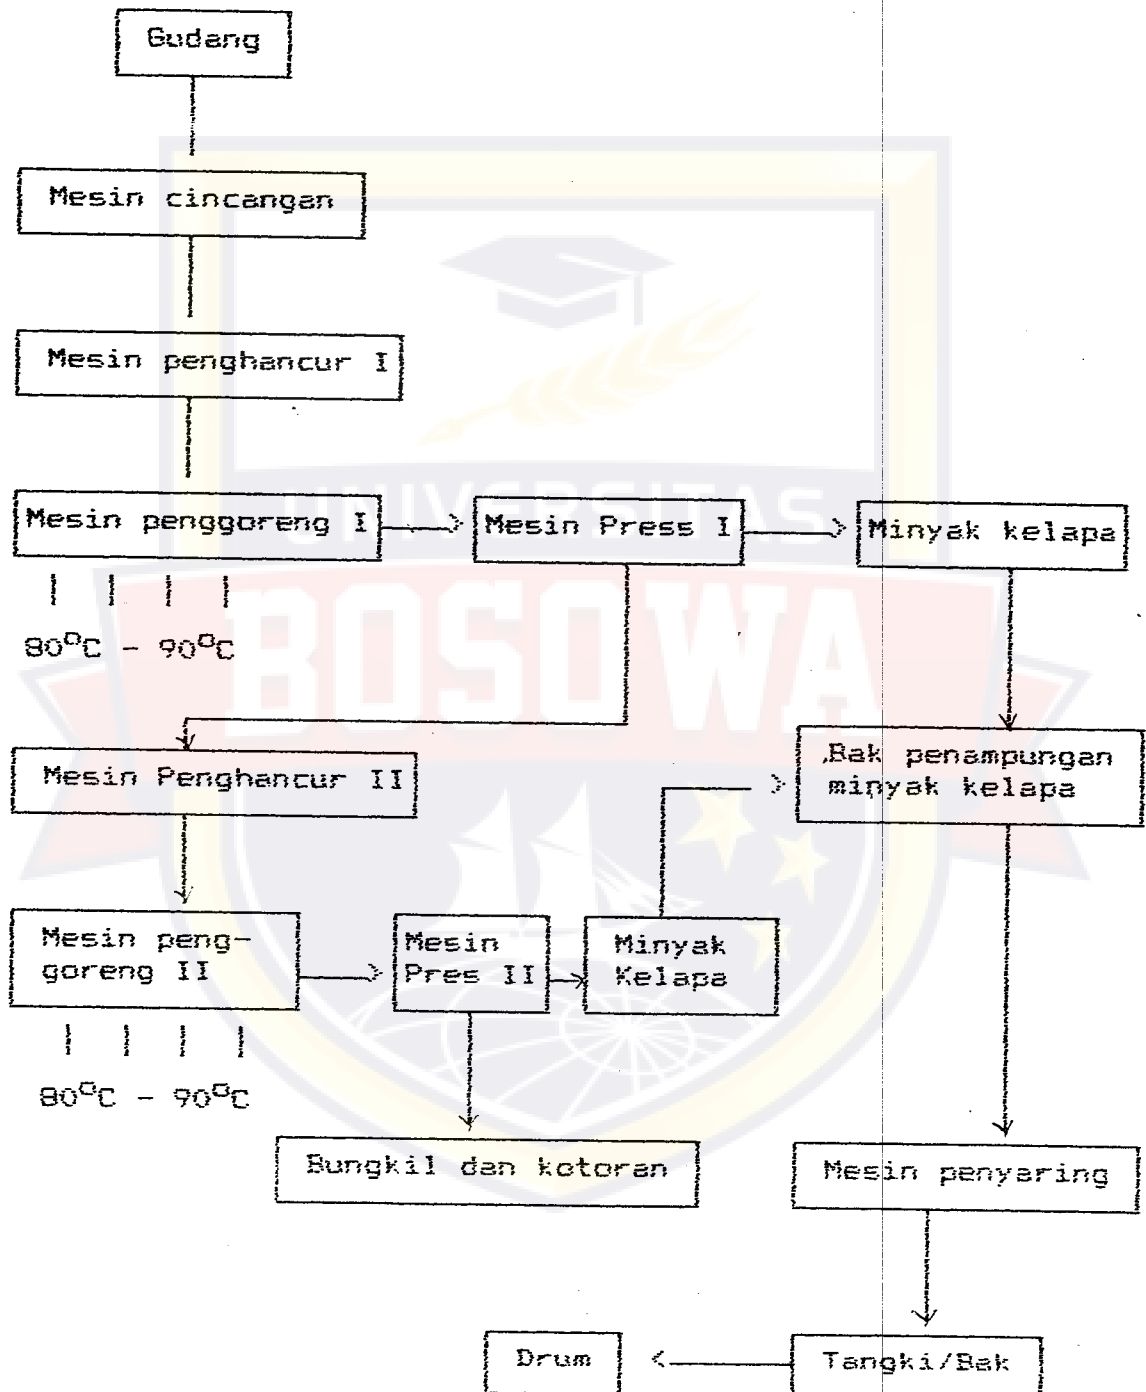 Gudang
Mesin cincangan
Mesin penghancur I
Mesin penggoreng I
Mesin Press I
Minyak kelapa
80°C - 90°C
UNIVERSITAS
BOSOWA
Mesin Penghancur II
Bak penampungan
minyak kelapa
Mesin peng-
goreng II
Mesin
Pres II
Minyak
Kelapa
80°C - 90°C
Bungkil dan kotoran
Mesin penyaring
Drum
Tangki/Bak